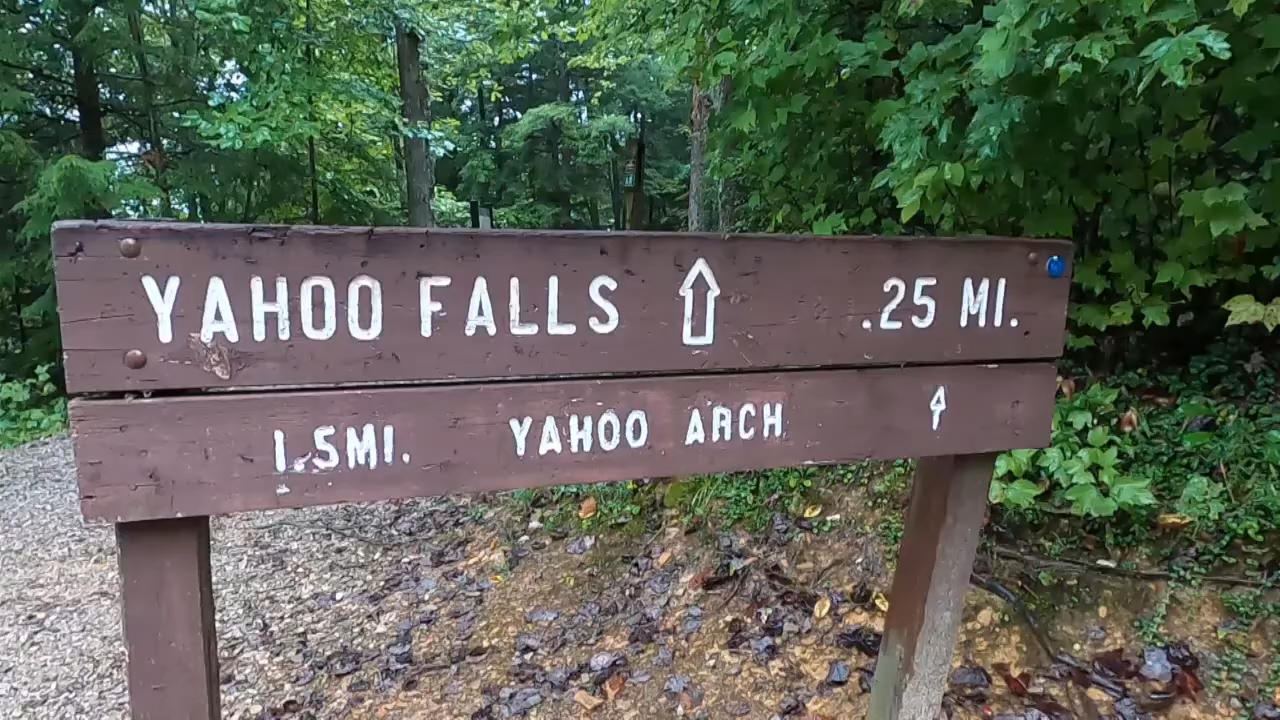 YAHOO FALLS ⇧ .25 MI.
1.5MI. YAHOO ARCH ↑